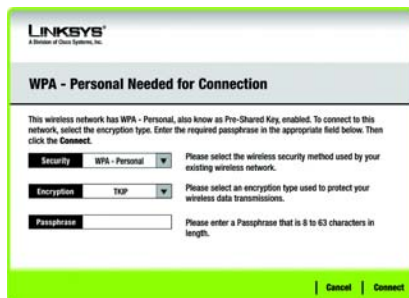 LINKSYS®
A Division of Cisco Systems, Inc.
WPA - Personal Needed for Connection
This wireless network has WPA - Personal, also know as Pre-Shared Key, enabled. To connect to this
network, select the encryption type. Enter the required passphrase in the appropriate field below. Then
click the Connect.
Security WPA - Personal Please select the wireless security method used by your
existing wireless network.
Encryption TKIP Please select an encryption type used to protect your
wireless data transmissions.
Passphrase Please enter a Passphrase that is 8 to 63 characters in
length.
Cancel Connect